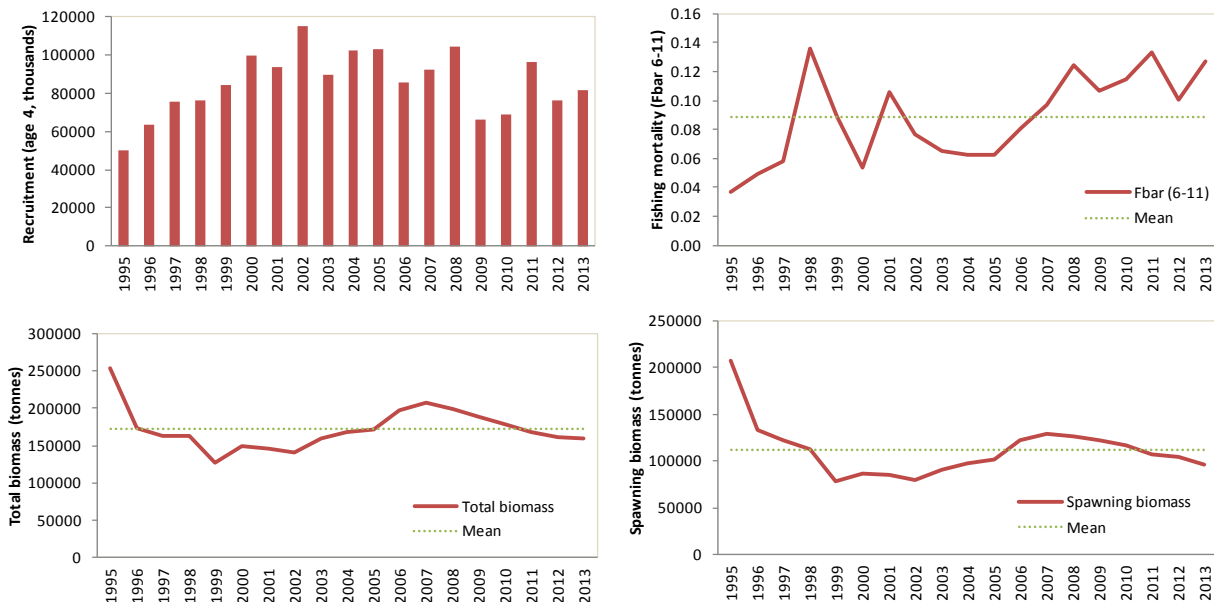 Recruitment (age 4, thousands)
120000
100000
80000
60000
40000
20000
0
1995 1996 1997 1998 1999 2000 2001 2002 2003 2004 2005 2006 2007 2008 2009 2010 2011 2012 2013
Fishing mortality (Fbar 6-11)
0.16
0.14
0.12
0.10
0.08
0.06
0.04
0.02
0.00
Fbar (6-11)
Mean
1995 1996 1997 1998 1999 2000 2001 2002 2003 2004 2005 2006 2007 2008 2009 2010 2011 2012 2013
Total biomass (tonnes)
300000
250000
200000
150000
100000
50000
0
Total biomass
Mean
1995 1996 1997 1998 1999 2000 2001 2002 2003 2004 2005 2006 2007 2008 2009 2010 2011 2012 2013
Spawning biomass (tonnes)
250000
200000
150000
100000
50000
0
Spawning biomass
Mean
1995 1996 1997 1998 1999 2000 2001 2002 2003 2004 2005 2006 2007 2008 2009 2010 2011 2012 2013